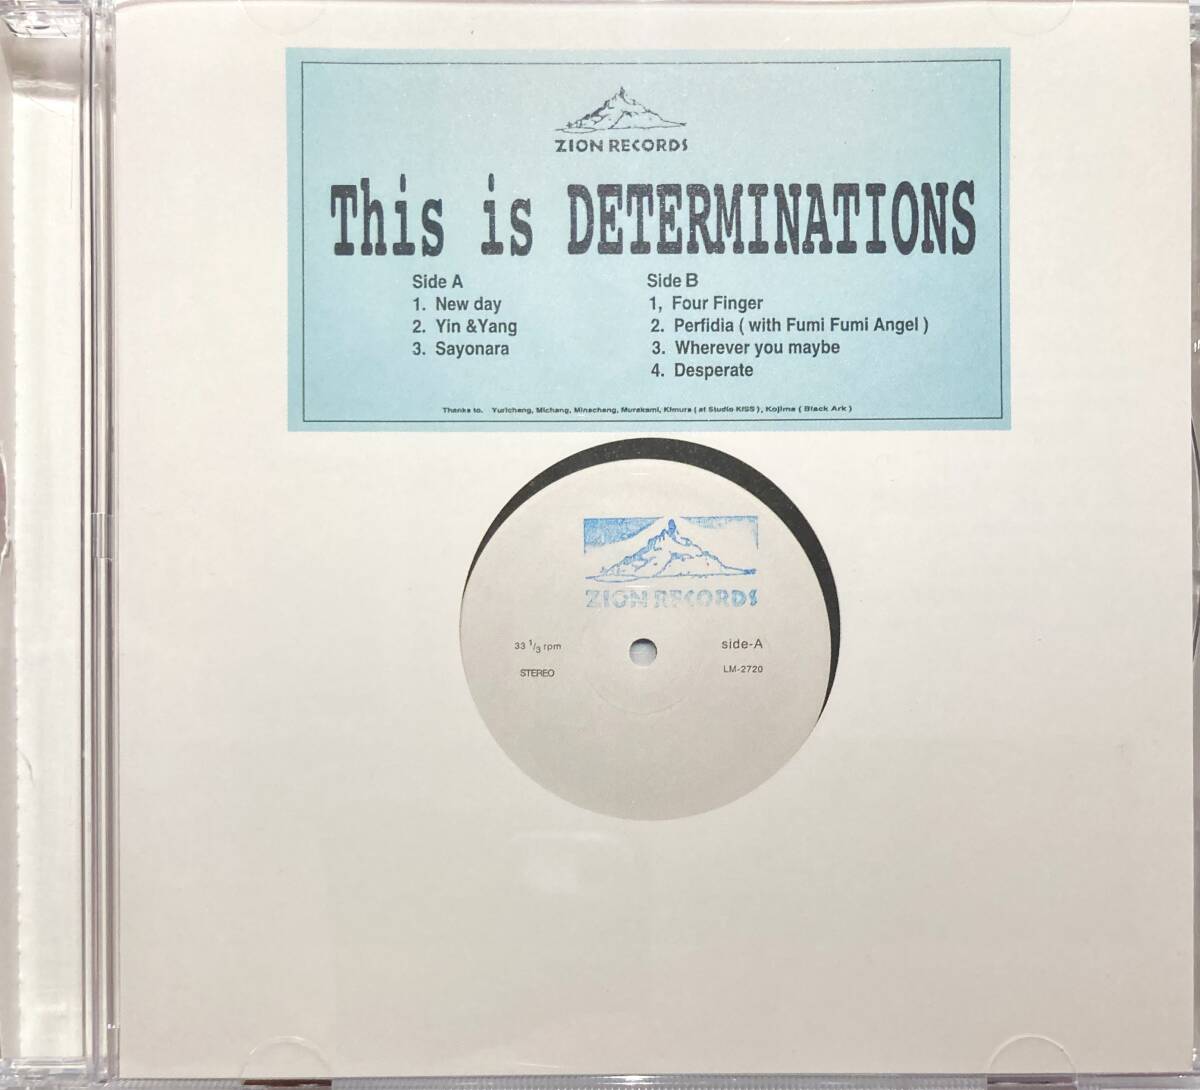 ZION RECORDS
This is DETERMINATIONS
Side A
1. New day
2. Yin &Yang
3. Sayonara
Side B
1, Four Finger
2. Perfidia ( with Fumi Fumi Angel )
3. Wherever you maybe
4. Desperate
Thanks to. Yurichang, Michang, Minachang, Murakami, Kimura ( at Studio KISS ), Kojima ( Black Ark )
ZION RECORDS
33 1/3 rpm
STEREO
side-A
LM-2720